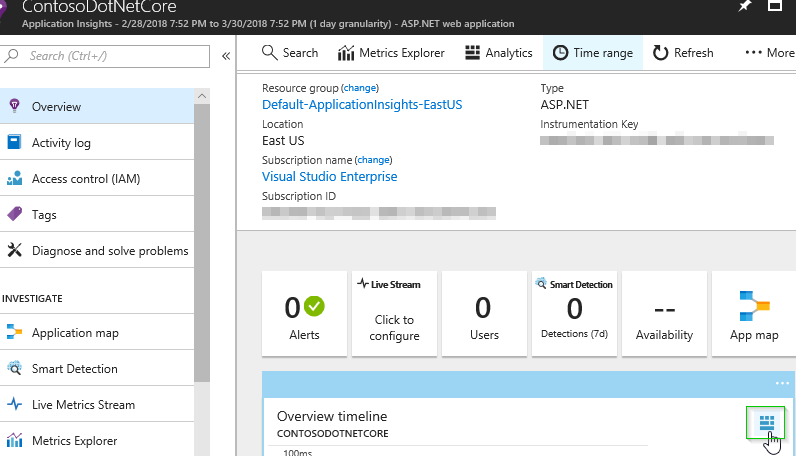 ContosoDotNetCore
Application Insights - 2/28/2018 7:52 PM to 3/30/2018 7:52 PM (1 day granularity) - ASP.NET web application
Search (Ctrl+/)
Search
Metrics Explorer
Analytics
Time range
Refresh
More
Overview
Activity log
Access control (IAM)
Tags
Diagnose and solve problems
INVESTIGATE
Application map
Smart Detection
Live Metrics Stream
Metrics Explorer
Resource group (change)
Default-ApplicationInsights-EastUS
Location
East US
Subscription name (change)
Visual Studio Enterprise
Subscription ID
Type
ASP.NET
Instrumentation Key
0
Alerts
Live Stream
Click to
configure
0
Users
Smart Detection
0
Detections (7d)
--
Availability
App map
Overview timeline
CONTOSODOTNETCORE
100ms